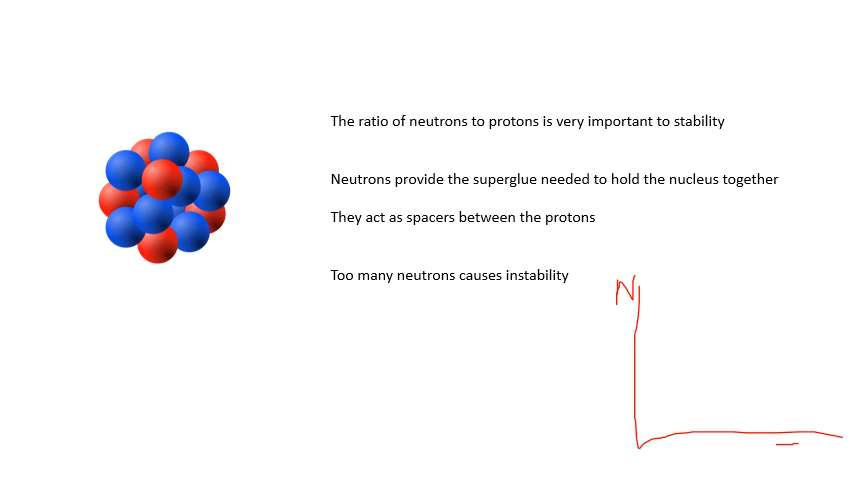 The ratio of neutrons to protons is very important to stability
Neutrons provide the superglue needed to hold the nucleus together
They act as spacers between the protons
Too many neutrons causes instability
N